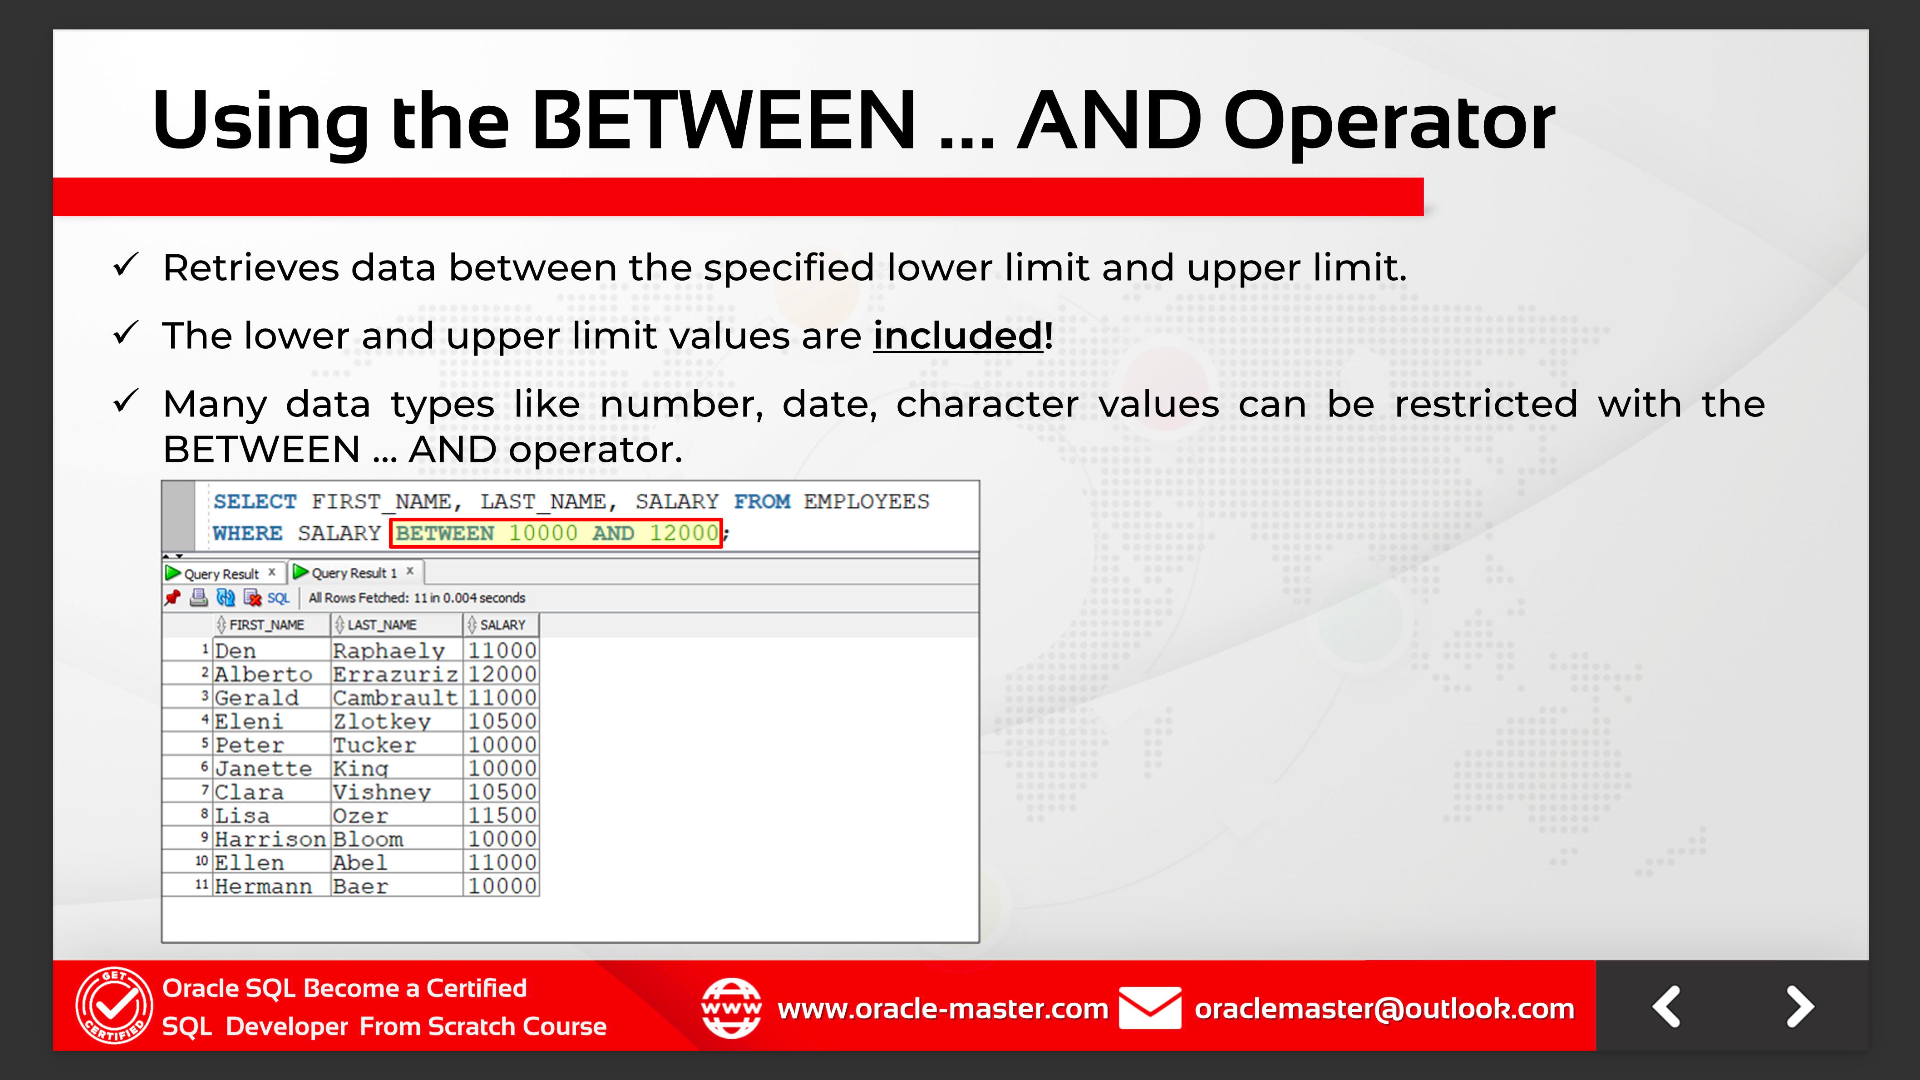 Using the BETWEEN ... AND Operator
✓ Retrieves data between the specified lower limit and upper limit.
✓ The lower and upper limit values are included!
✓ Many data types like number, date, character values can be restricted with the
BETWEEN ... AND operator.
SELECT FIRST_NAME, LAST_NAME, SALARY FROM EMPLOYEES
WHERE SALARY BETWEEN 10000 AND 12000;
Query Result x Query Result 1 x
SQL | All Rows Fetched: 11 in 0.004 seconds
FIRST_NAME LAST_NAME SALARY
1 Den Raphaely 11000
2 Alberto Errazuriz 12000
3 Gerald Cambrault 11000
4 Eleni Zlotkey 10500
5 Peter Tucker 10000
6 Janette King 10000
7 Clara Vishney 10500
8 Lisa Ozer 11500
9 Harrison Bloom 10000
10 Ellen Abel 11000
11 Hermann Baer 10000
GET CERTIFIED
Oracle SQL Become a Certified
SQL Developer From Scratch Course
www www.oracle-master.com oraclemaster@outlook.com